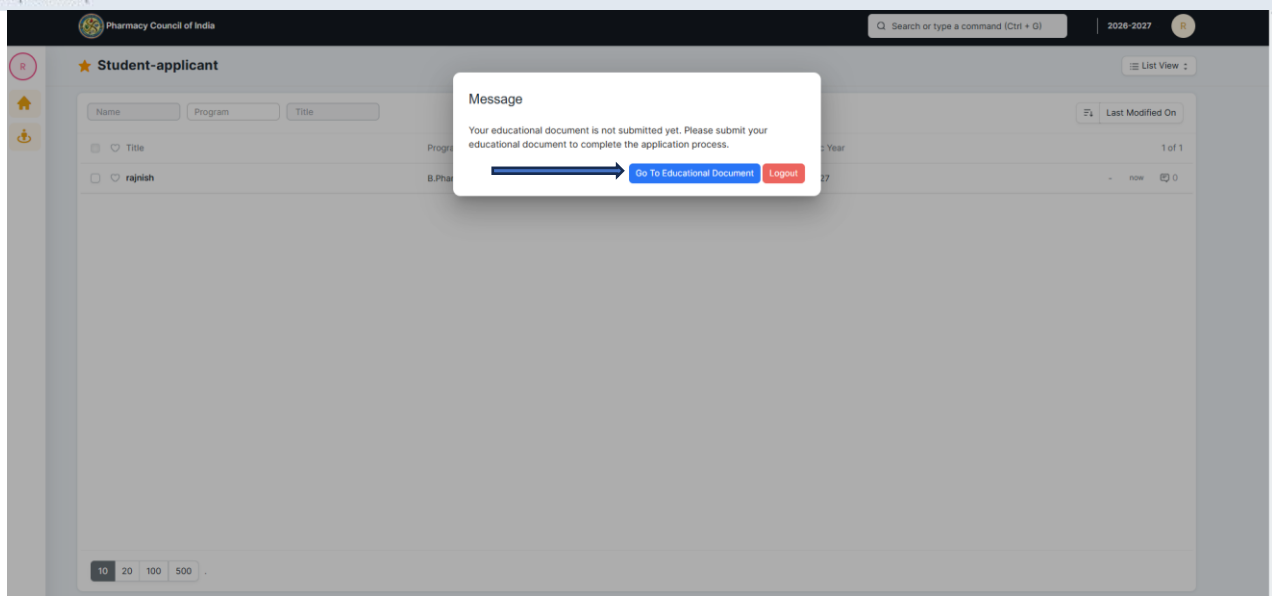 Pharmacy Council of India
Search or type a command (Ctrl + G)
2026-2027
R
R
Student-applicant
List View
Name
Program
Title
Last Modified On
Message
Your educational document is not submitted yet. Please submit your
educational document to complete the application process.
Go To Educational Document
Logout
Title
Progra
: Year
1 of 1
rajnish
B.Phar
27
- now 0
10 20 100 500 .